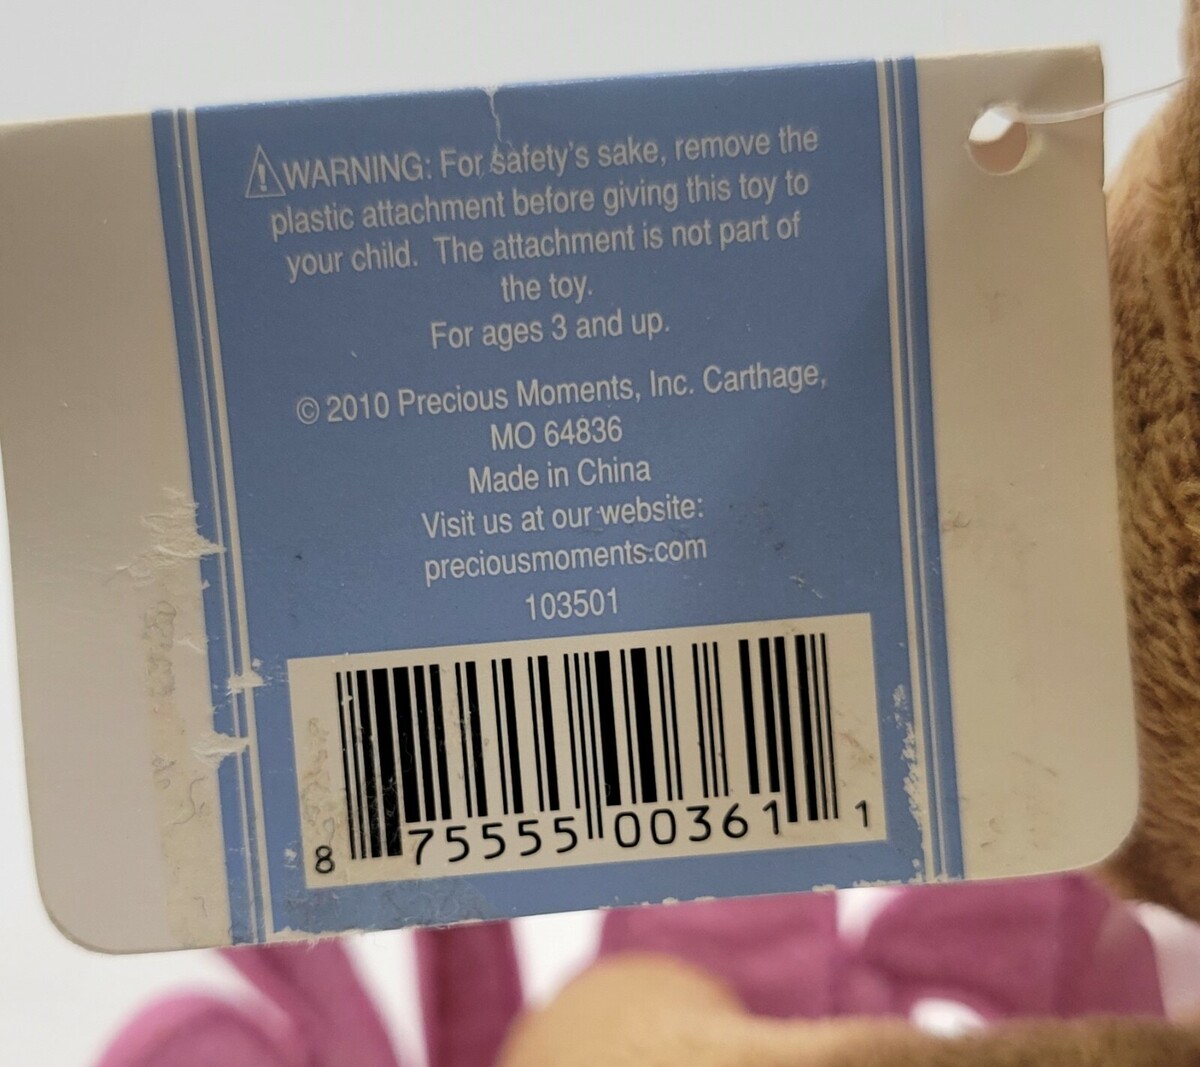 ⚠WARNING: For safety's sake, remove the
plastic attachment before giving this toy to
your child. The attachment is not part of
the toy.
For ages 3 and up.
© 2010 Precious Moments, Inc. Carthage,
MO 64836
Made in China
Visit us at our website:
preciousmoments.com
103501
8 75555 00361 1